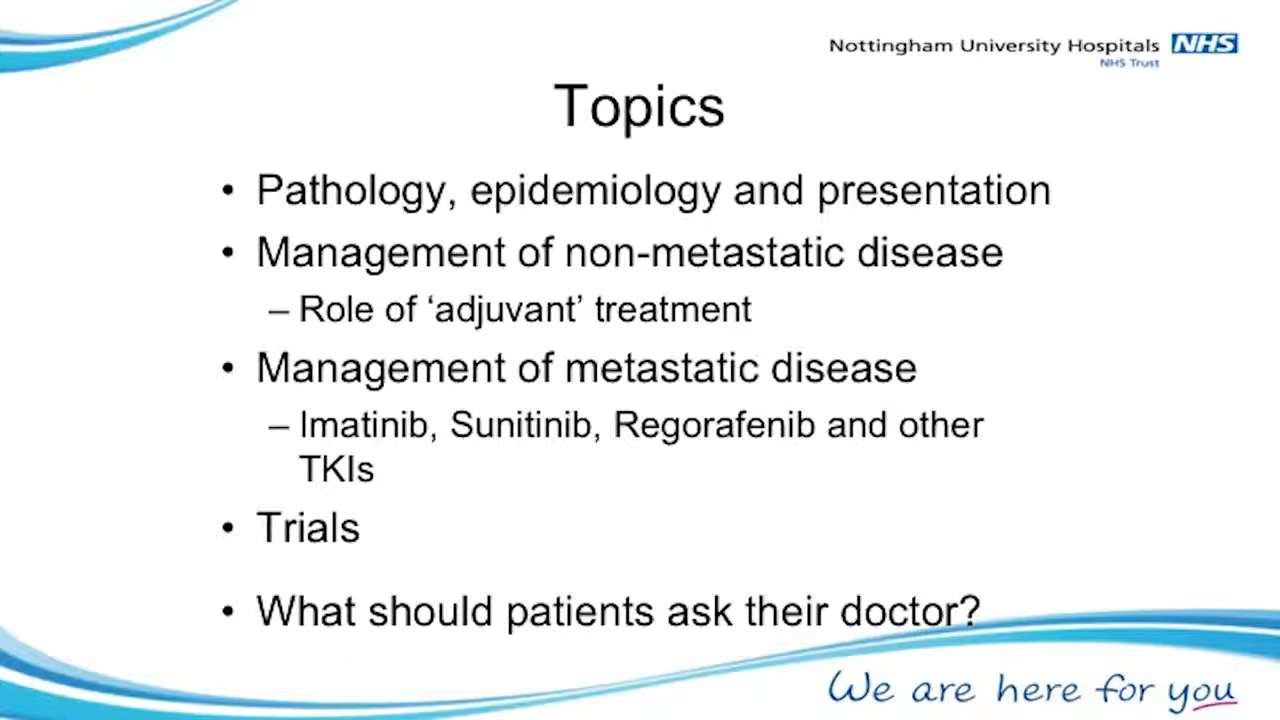 Nottingham University Hospitals NHS
NHS Trust
Topics
• Pathology, epidemiology and presentation
• Management of non-metastatic disease
– Role of ‘adjuvant’ treatment
• Management of metastatic disease
– Imatinib, Sunitinib, Regorafenib and other
TKIs
• Trials
• What should patients ask their doctor?
We are here for you